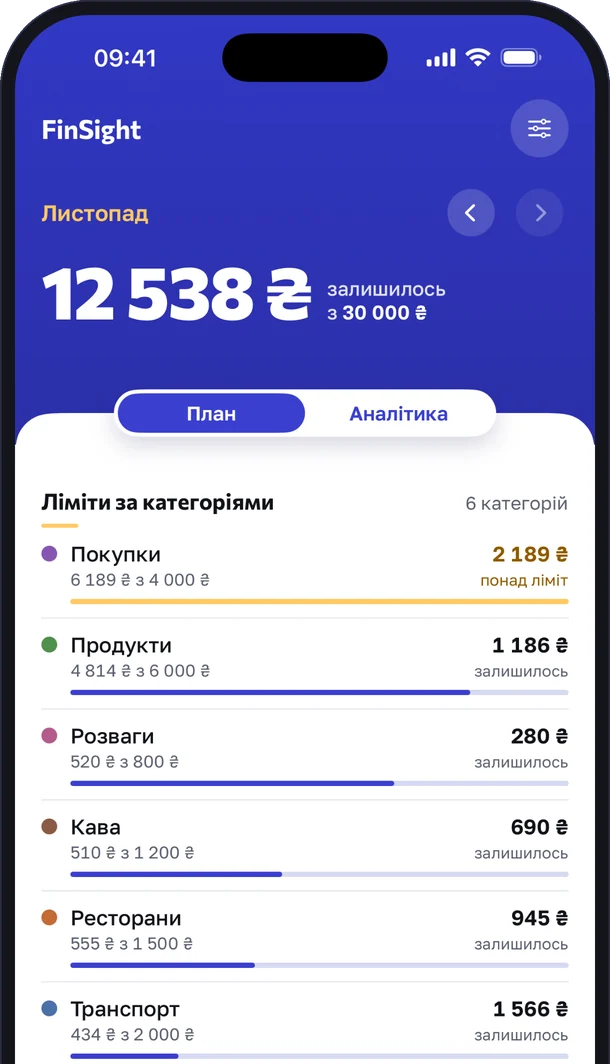 09:41
FinSight
Листопад
12 538 ₴ залишилось
з 30 000 ₴
План Аналітика
Ліміти за категоріями 6 категорій
Покупки 2 189 ₴
6 189 ₴ з 4 000 ₴ понад ліміт
Продукти 1 186 ₴
4 814 ₴ з 6 000 ₴ залишилось
Розваги 280 ₴
520 ₴ з 800 ₴ залишилось
Кава 690 ₴
510 ₴ з 1 200 ₴ залишилось
Ресторани 945 ₴
555 ₴ з 1 500 ₴ залишилось
Транспорт 1 566 ₴
434 ₴ з 2 000 ₴ залишилось